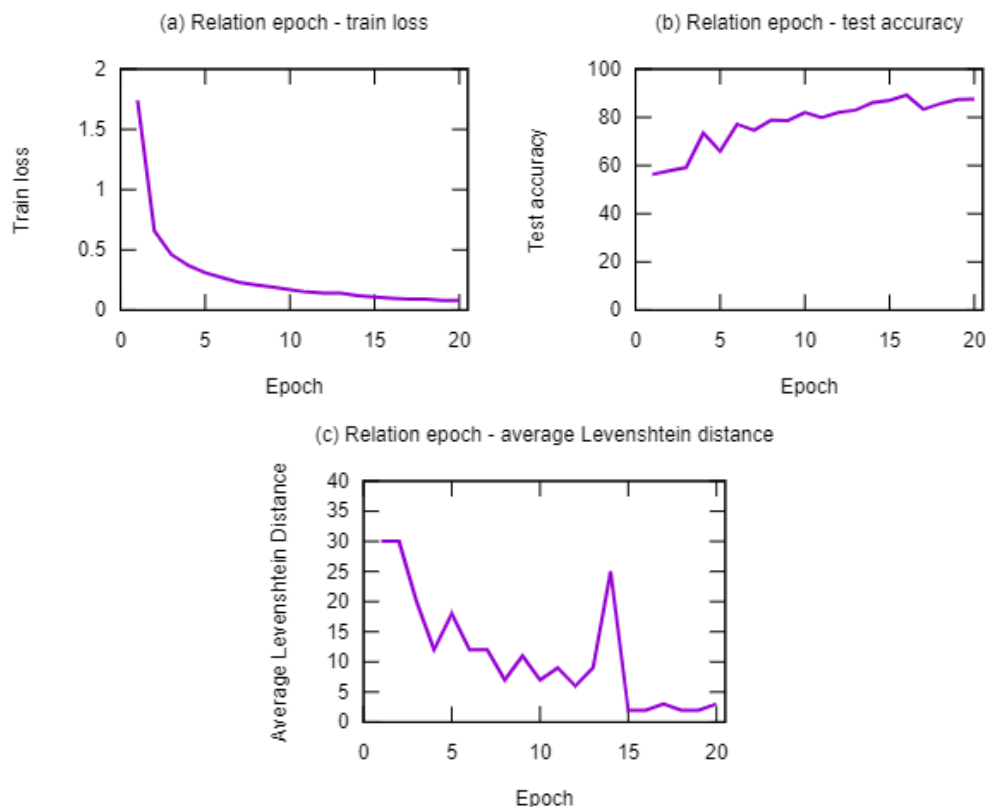 (a) Relation epoch - train loss
2
1.5
1
0.5
0
0 5 10 15 20
Train loss
Epoch
(b) Relation epoch - test accuracy
100
80
60
40
20
0
0 5 10 15 20
Test accuracy
Epoch
(c) Relation epoch - average Levenshtein distance
40
35
30
25
20
15
10
5
0
0 5 10 15 20
Average Levenshtein Distance
Epoch